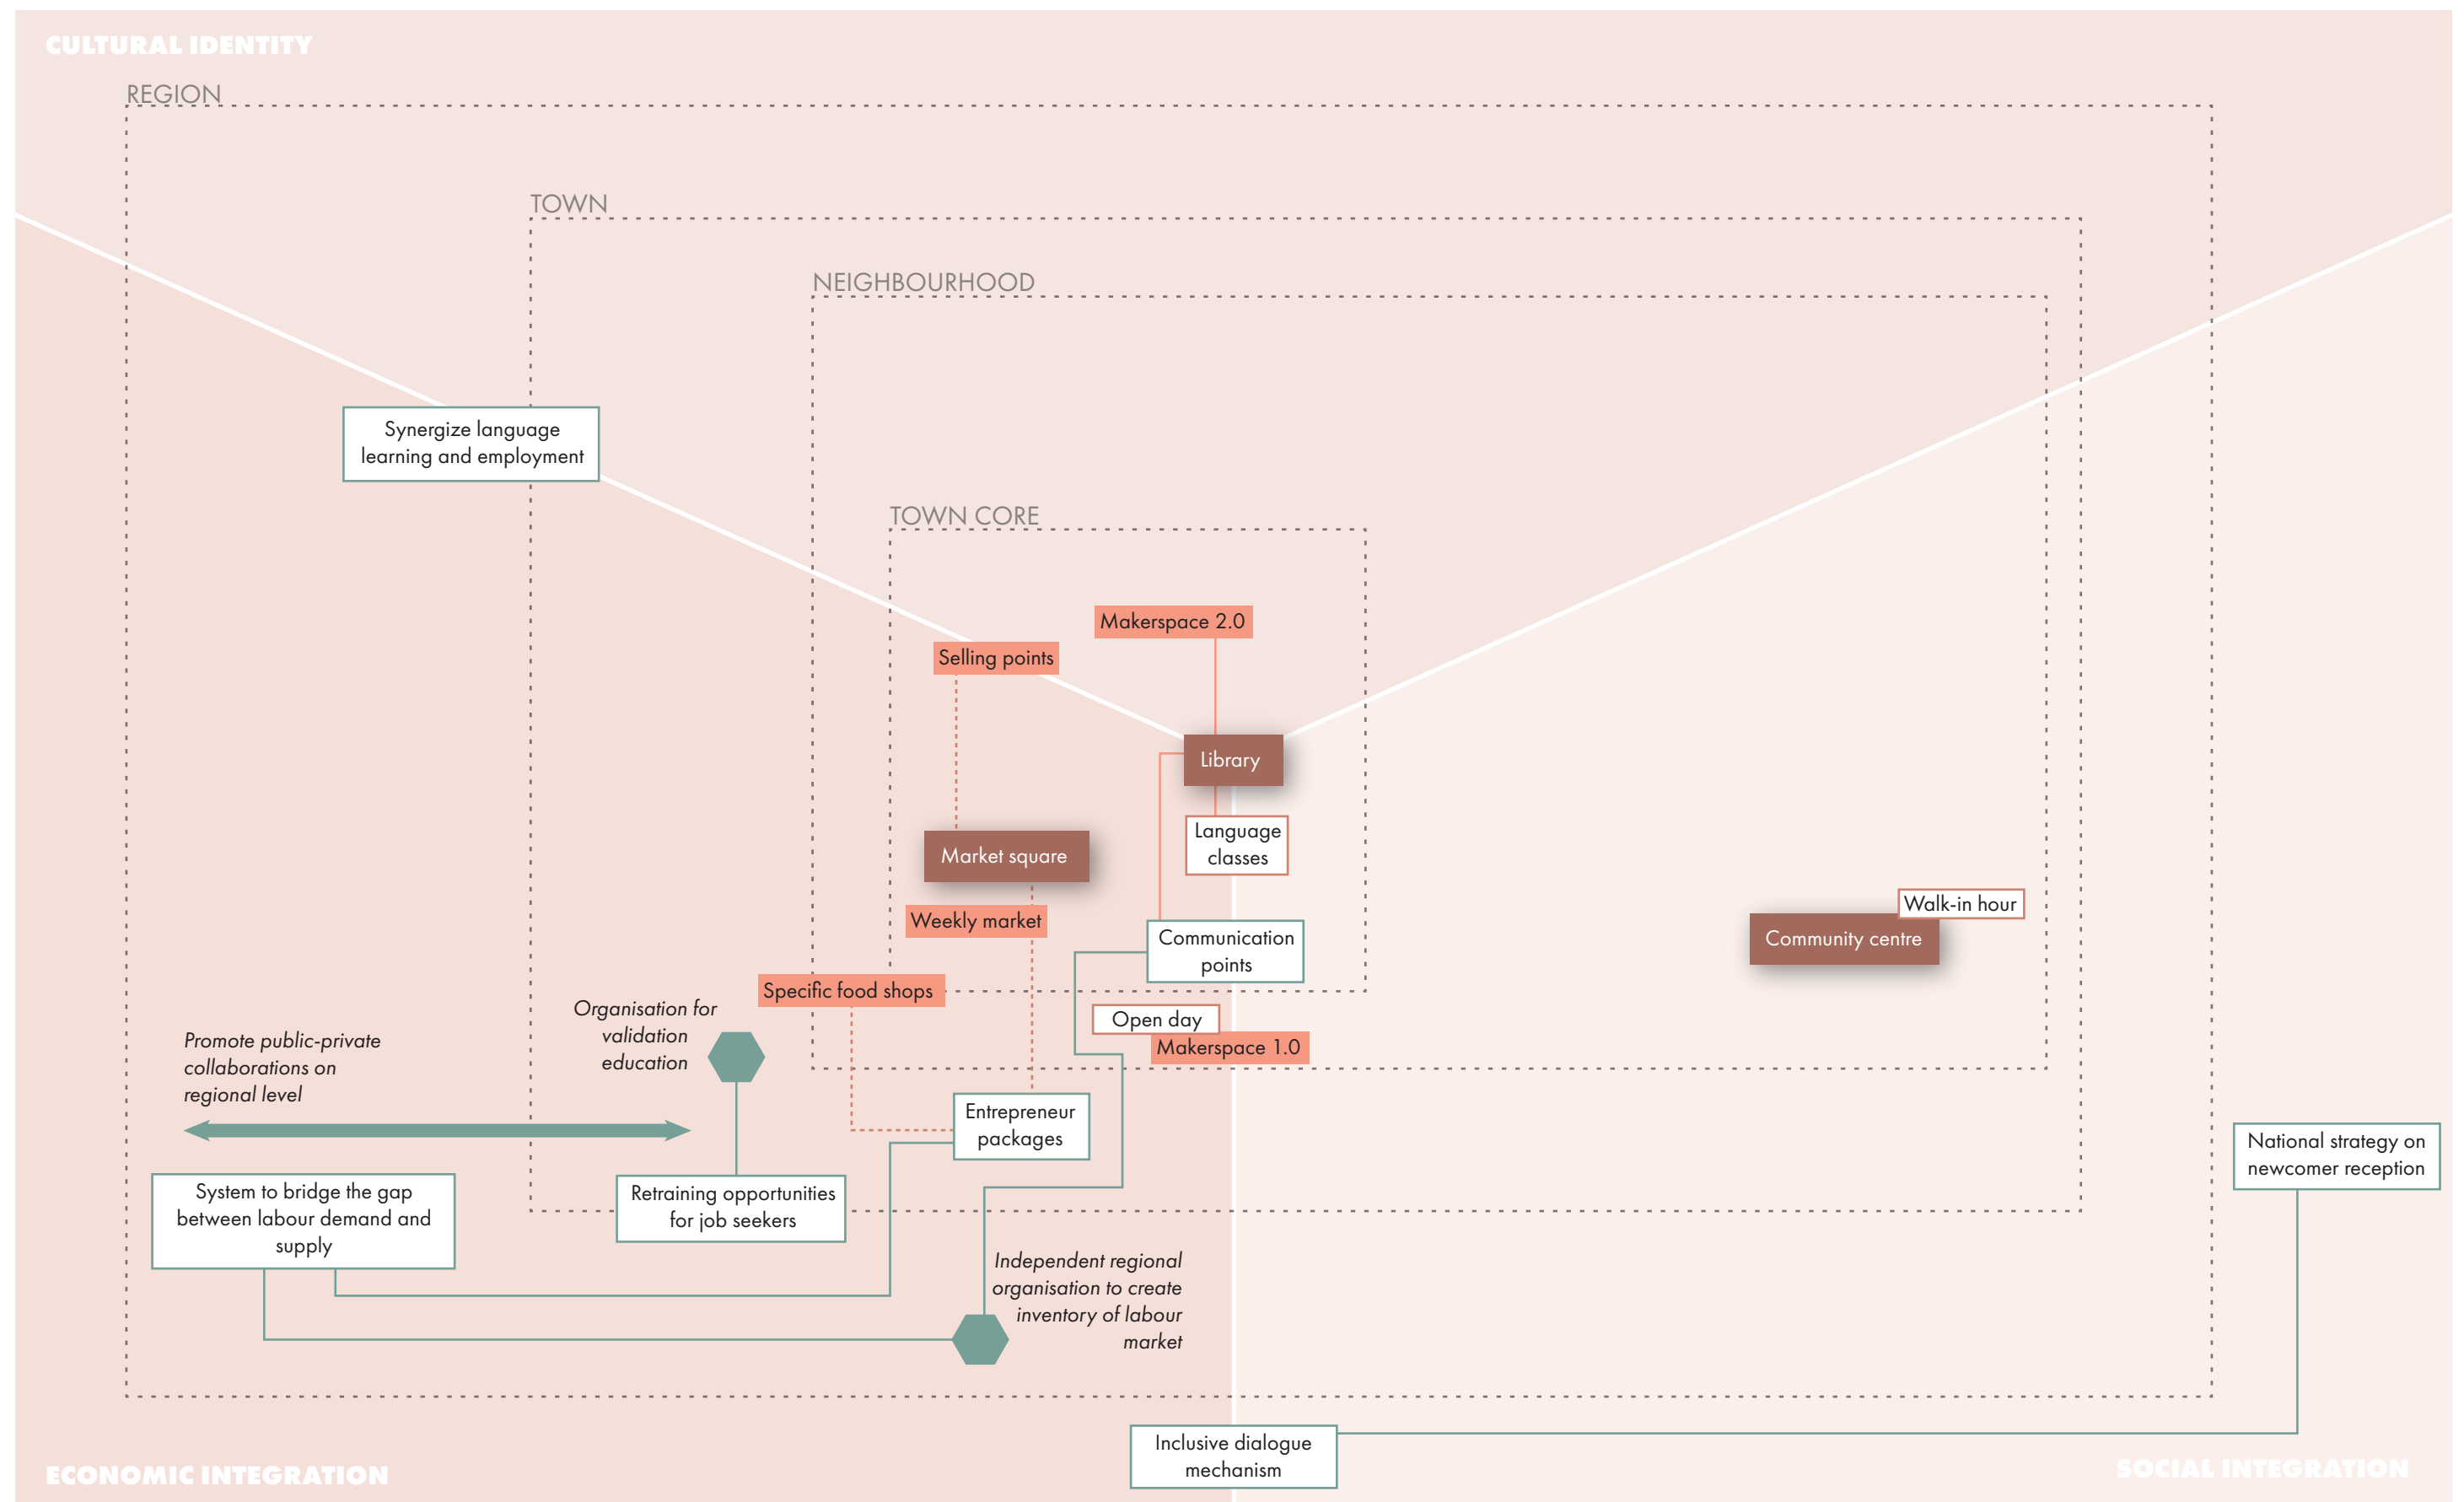 CULTURAL IDENTITY
REGION
TOWN
NEIGHBOURHOOD
Synergize language
learning and employment
TOWN CORE
Makerspace 2.0
Selling points
Library
Language
classes
Market square
Walk-in hour
Weekly market
Communication
points
Community centre
Specific food shops
Organisation for
validation
education
Open day
Makerspace 1.0
Promote public-private
collaborations on
regional level
Entrepreneur
packages
National strategy on
newcomer reception
System to bridge the gap
between labour demand and
supply
Retraining opportunities
for job seekers
Independent regional
organisation to create
inventory of labour
market
Inclusive dialogue
mechanism
ECONOMIC INTEGRATION
SOCIAL INTEGRATION